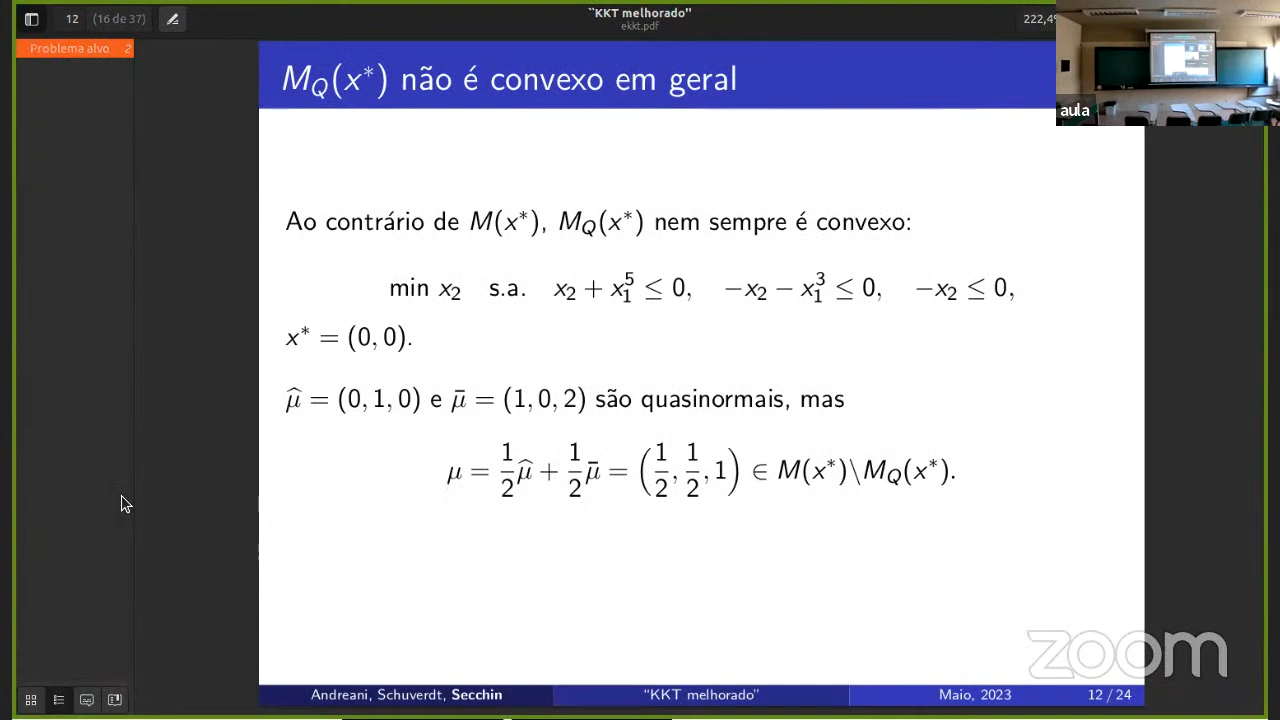 12 (16 de 37)
"KKT melhorado"
ekkt.pdf
222,4%
Problema alvo 2
aula
M_Q(x*) não é convexo em geral
Ao contrário de M(x*), M_Q(x*) nem sempre é convexo:
min x₂ s.a. x₂ + x₁⁵ ≤ 0, −x₂ − x₁³ ≤ 0, −x₂ ≤ 0,
x* = (0, 0).
μ̂ = (0, 1, 0) e μ̄ = (1, 0, 2) são quasinormais, mas
μ = 1/2 μ̂ + 1/2 μ̄ = (1/2, 1/2, 1) ∈ M(x*)\M_Q(x*).
zoom
Andreani, Schuverdt, Secchin "KKT melhorado" Maio, 2023 12 / 24